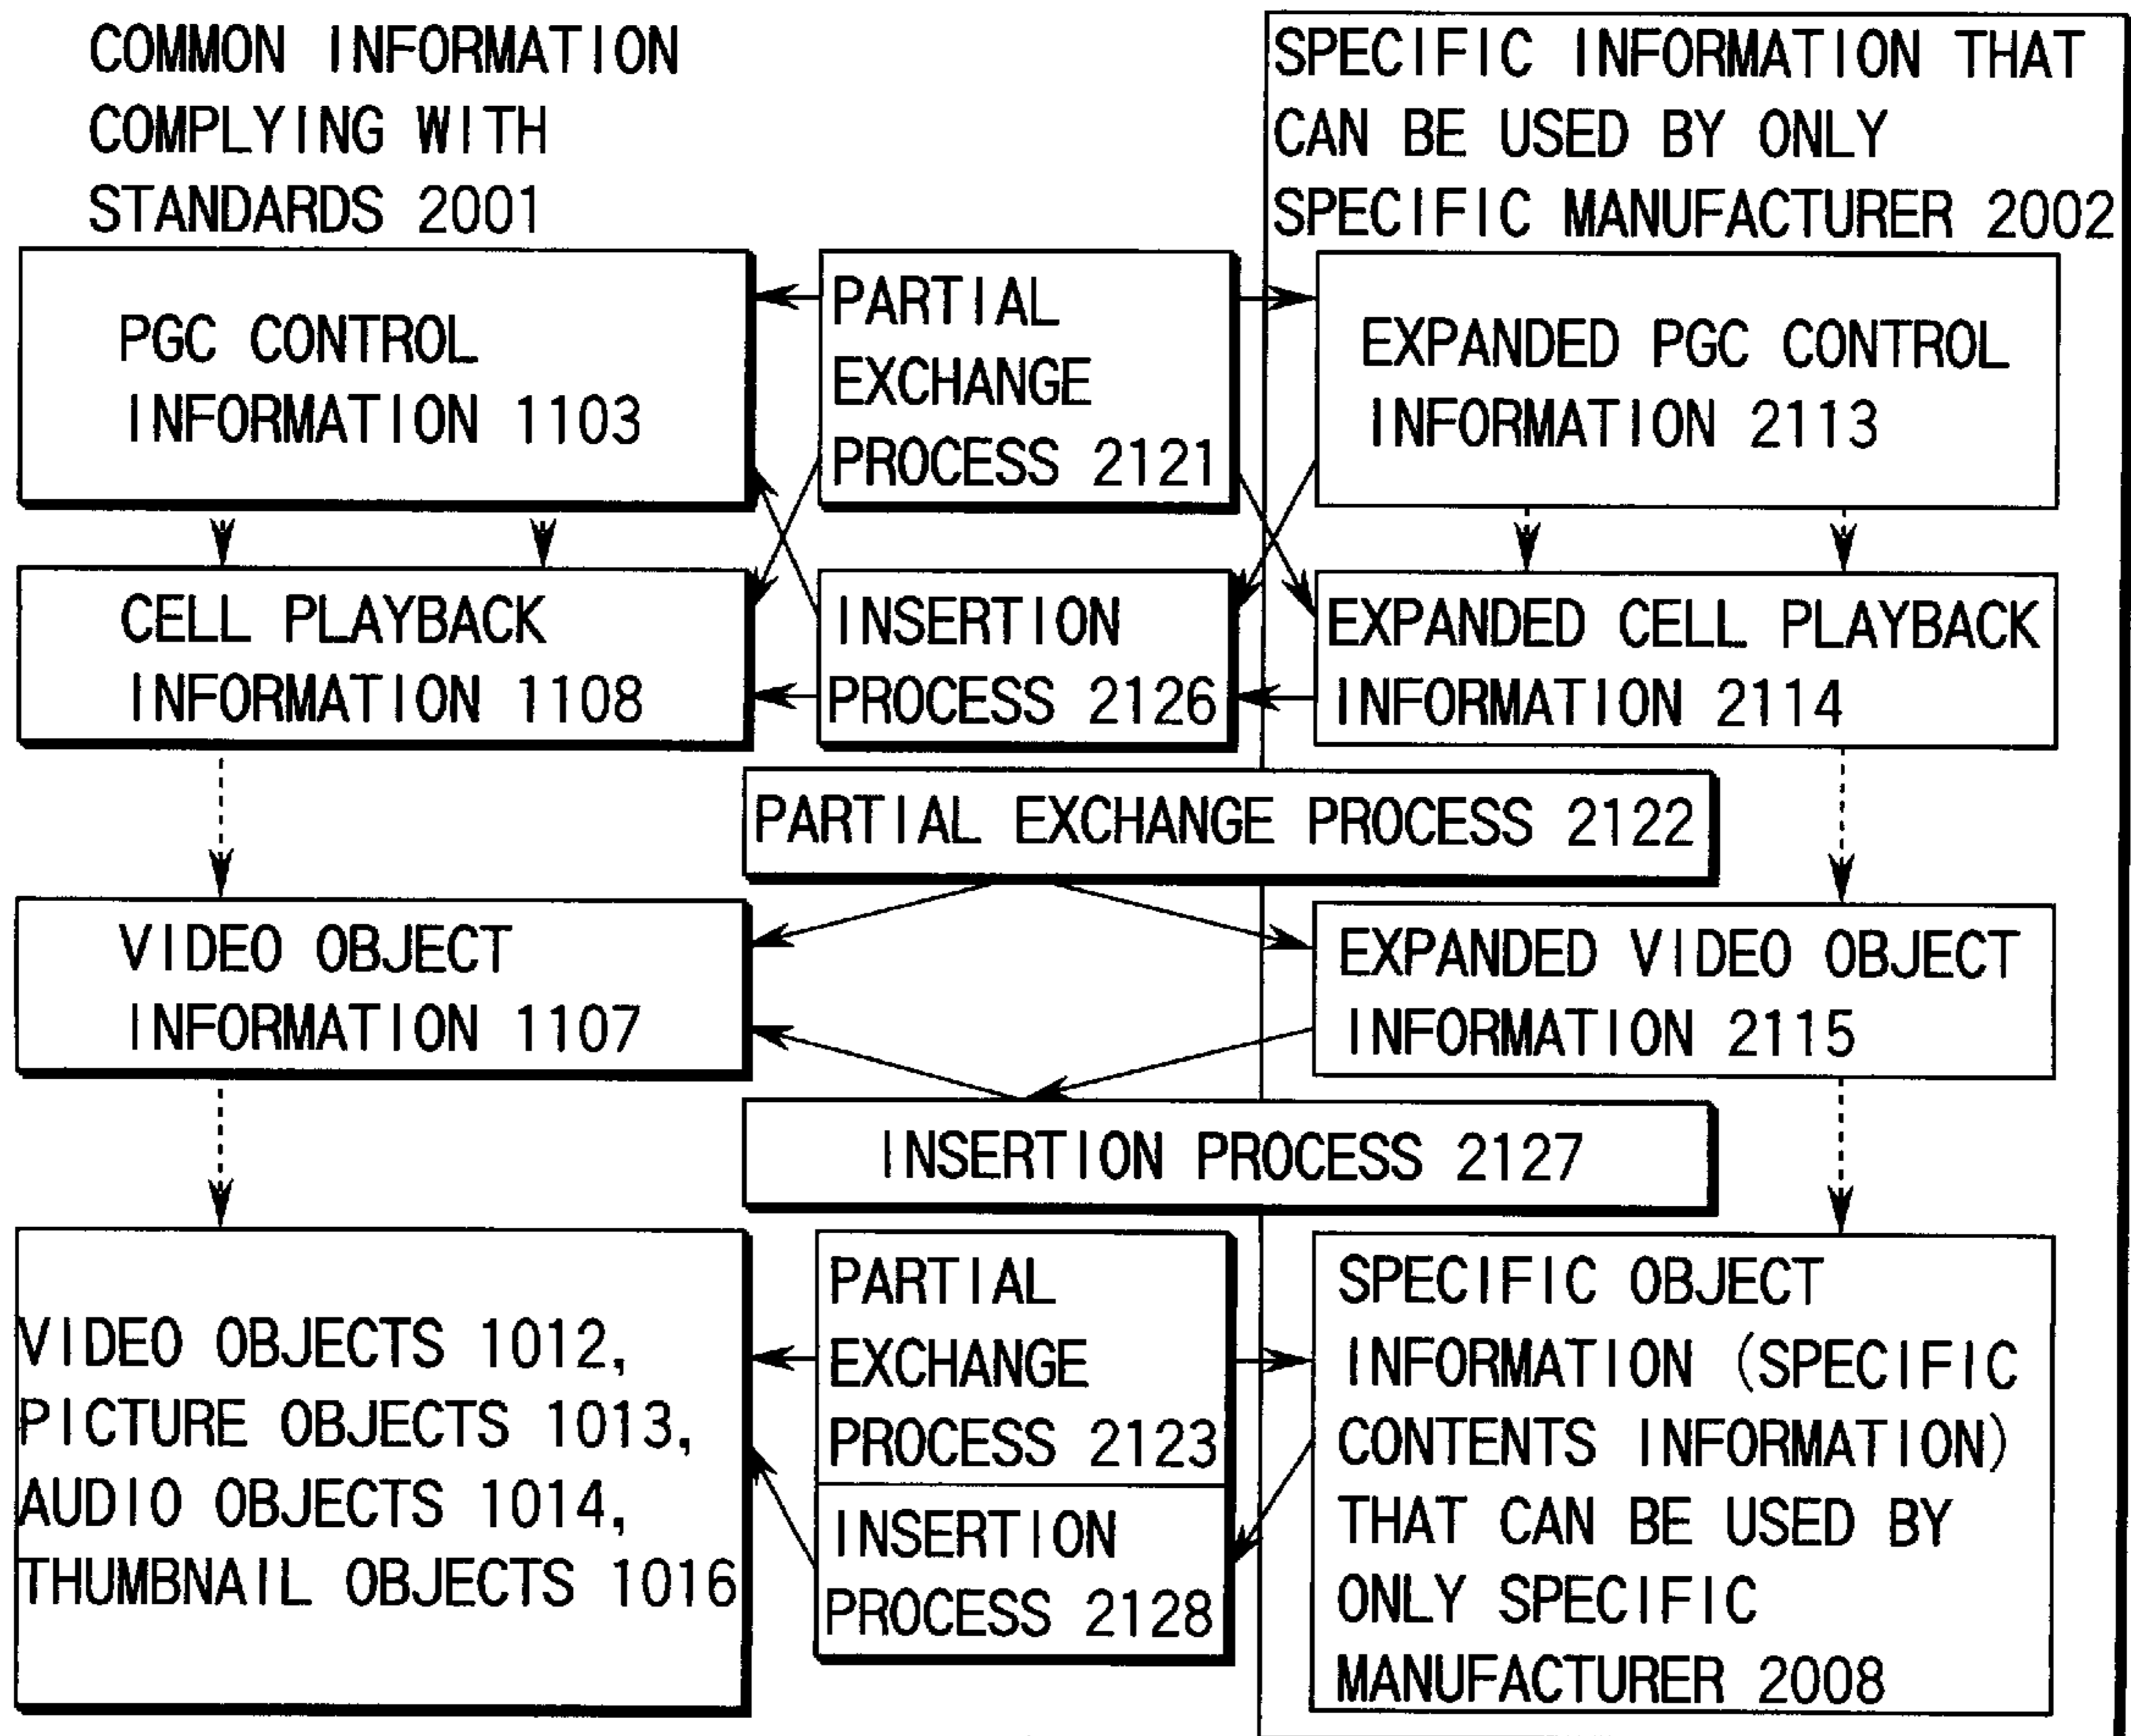 COMMON INFORMATION
COMPLYING WITH
STANDARDS 2001
SPECIFIC INFORMATION THAT
CAN BE USED BY ONLY
SPECIFIC MANUFACTURER 2002
PGC CONTROL
INFORMATION 1103
PARTIAL
EXCHANGE
PROCESS 2121
EXPANDED PGC CONTROL
INFORMATION 2113
CELL PLAYBACK
INFORMATION 1108
INSERTION
PROCESS 2126
EXPANDED CELL PLAYBACK
INFORMATION 2114
PARTIAL EXCHANGE PROCESS 2122
VIDEO OBJECT
INFORMATION 1107
EXPANDED VIDEO OBJECT
INFORMATION 2115
INSERTION PROCESS 2127
VIDEO OBJECTS 1012,
PICTURE OBJECTS 1013,
AUDIO OBJECTS 1014,
THUMBNAIL OBJECTS 1016
PARTIAL
EXCHANGE
PROCESS 2123
INSERTION
PROCESS 2128
SPECIFIC OBJECT
INFORMATION (SPECIFIC
CONTENTS INFORMATION)
THAT CAN BE USED BY
ONLY SPECIFIC
MANUFACTURER 2008